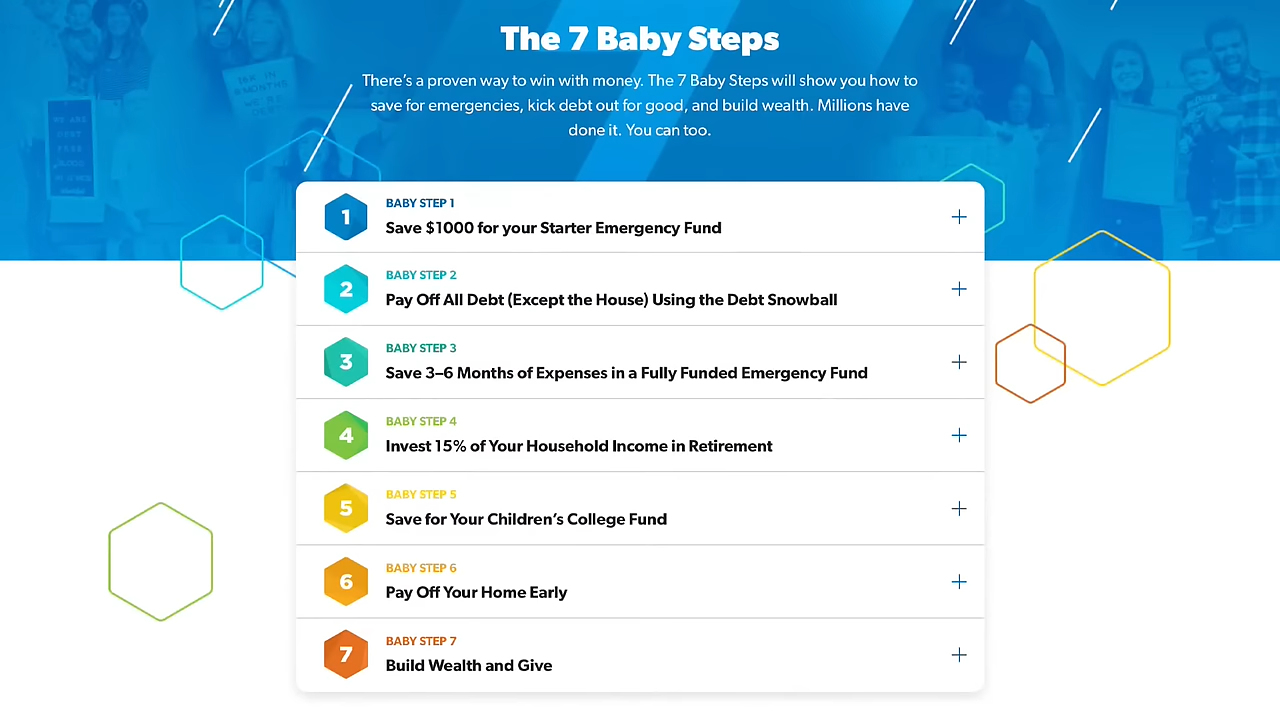 The 7 Baby Steps
There's a proven way to win with money. The 7 Baby Steps will show you how to
save for emergencies, kick debt out for good, and build wealth. Millions have
done it. You can too.
WE ARE
DEBT
FREE
1
BABY STEP 1
Save $1000 for your Starter Emergency Fund
2
BABY STEP 2
Pay Off All Debt (Except the House) Using the Debt Snowball
3
BABY STEP 3
Save 3–6 Months of Expenses in a Fully Funded Emergency Fund
4
BABY STEP 4
Invest 15% of Your Household Income in Retirement
5
BABY STEP 5
Save for Your Children's College Fund
6
BABY STEP 6
Pay Off Your Home Early
7
BABY STEP 7
Build Wealth and Give